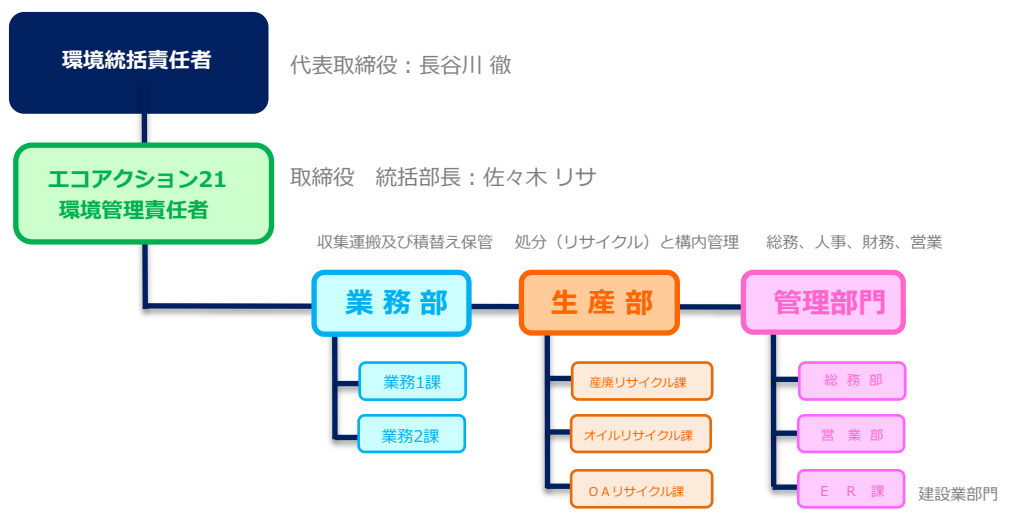 環境統括責任者
代表取締役：長谷川 徹
エコアクション21
環境管理責任者
取締役　統括部長：佐々木 リサ
収集運搬及び積替え保管
処分（リサイクル）と構内管理
総務、人事、財務、営業
業 務 部
生 産 部
管理部門
業務1課
産廃リサイクル課
総 務 部
業務2課
オイルリサイクル課
営 業 部
ＯＡリサイクル課
Ｅ Ｒ 課
建設業部門